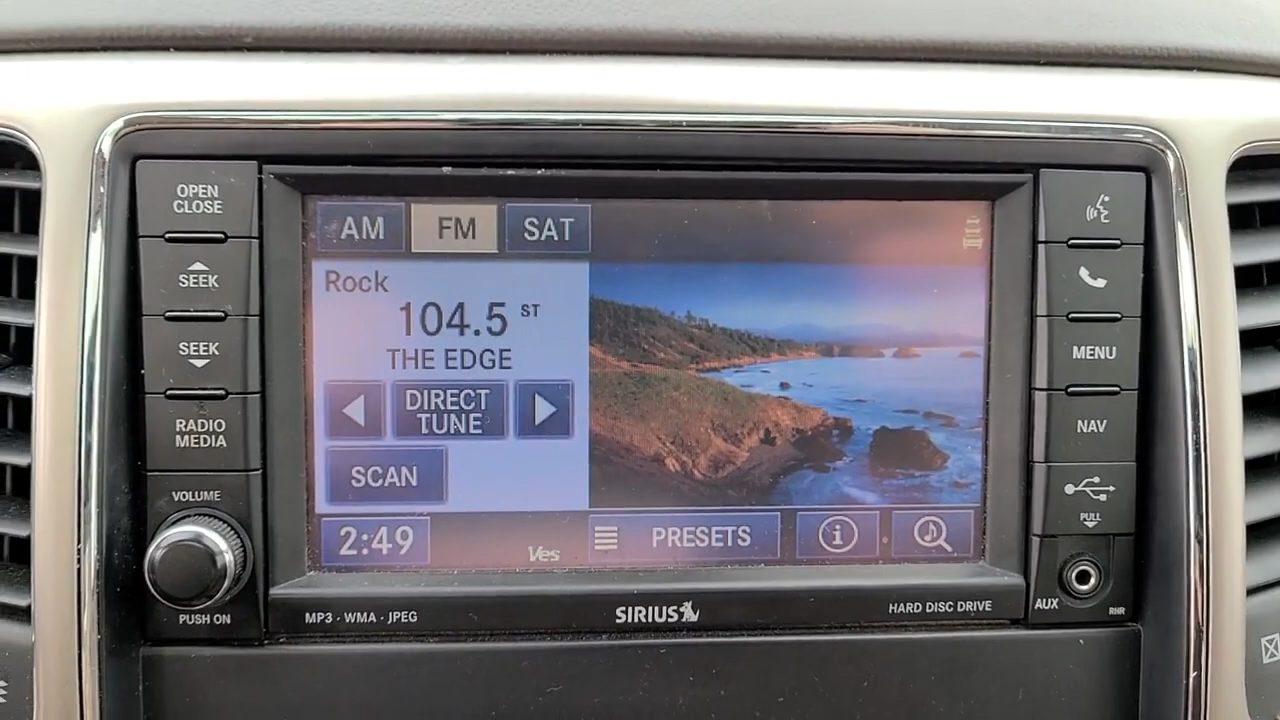 OPEN
CLOSE
SEEK
SEEK
RADIO
MEDIA
VOLUME
PUSH ON
AM FM SAT
Rock
104.5 ST
THE EDGE
DIRECT
TUNE
SCAN
2:49
Ves
PRESETS
MP3 · WMA · JPEG
SIRIUS
HARD DISC DRIVE
MENU
NAV
PULL
AUX
RHR